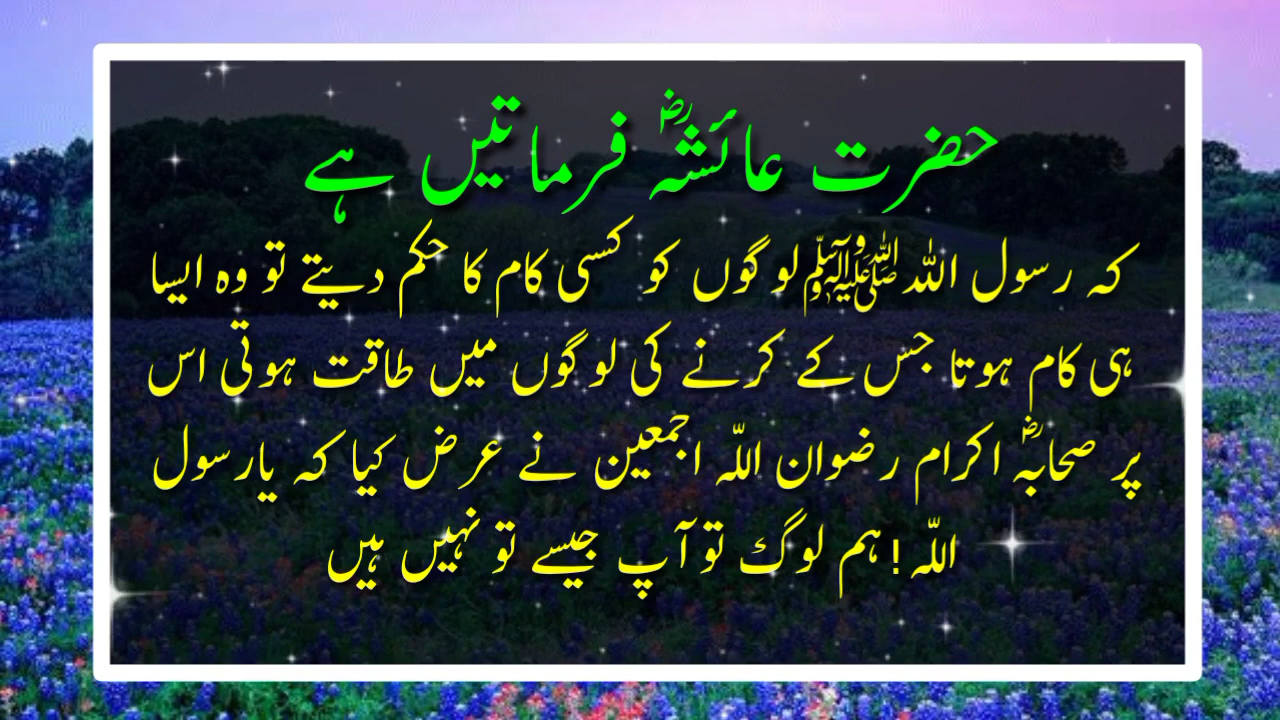 حضرت عائشہؓ فرماتیں ہے
کہ رسول اللہ ﷺ لوگوں کو کسی کام کا حکم دیتے تو وہ ایسا
ہی کام ہوتا جس کے کرنے کی لوگوں میں طاقت ہوتی اس
پر صحابہؓ اکرام رضوان اللہ اجمعین نے عرض کیا کہ یارسول
اللہ! ہم لوگ تو آپ جیسے تو نہیں ہیں